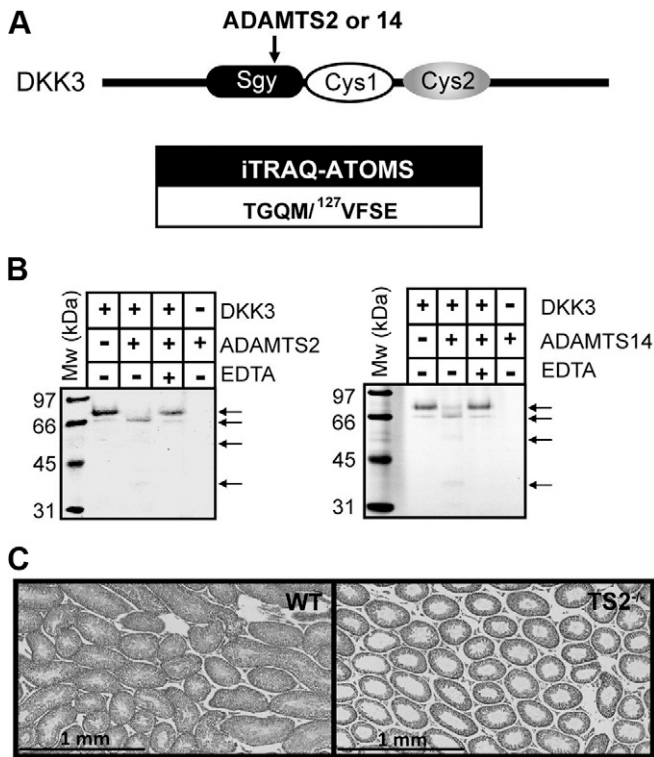 A
ADAMTS2 or 14
DKK3 Sgy Cys1 Cys2
iTRAQ-ATOMS
TGQM/¹²⁷VFSE
B
Mw (kDa)
+ + + - DKK3
- + + + ADAMTS2
- - + - EDTA
97
66
45
31
Mw (kDa)
+ + + - DKK3
- + + + ADAMTS14
- - + - EDTA
97
66
45
31
C
WT
1 mm
TS2⁻/⁻
1 mm